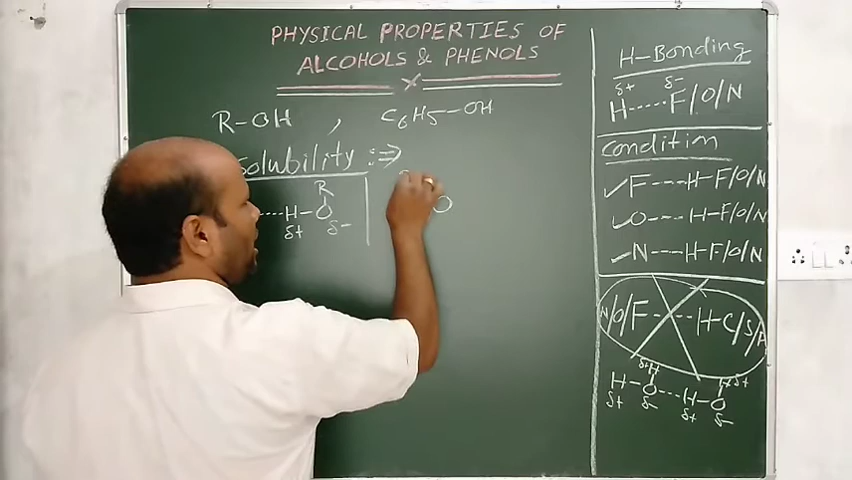 PHYSICAL PROPERTIES OF
ALCOHOLS & PHENOLS
R-OH , C6H5-OH
Solubility :=>
R
---H-O
δ+ δ-
O
H-Bonding
δ+ δ-
H-----F/O/N
Condition
✓F----H-F/O/N
✓O----H-F/O/N
✓N----H-F/O/N
N/O/F-----H-C/S/
δ+H H δ+
H-O---H-O
δ+ δ- δ+ δ-